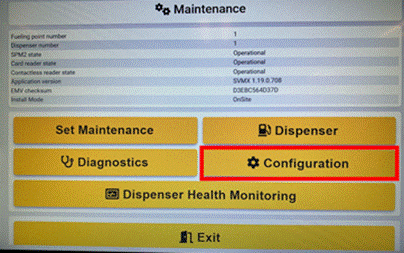 Maintenance
Fueling point number 1
Dispenser number 1
SPM2 state Operational
Card reader state Operational
Contactless reader state Operational
Application version SVMX 1.19.0.708
EMV checksum D3E8C564D37D
Install Mode OnSite
Set Maintenance Dispenser
Diagnostics Configuration
Dispenser Health Monitoring
Exit